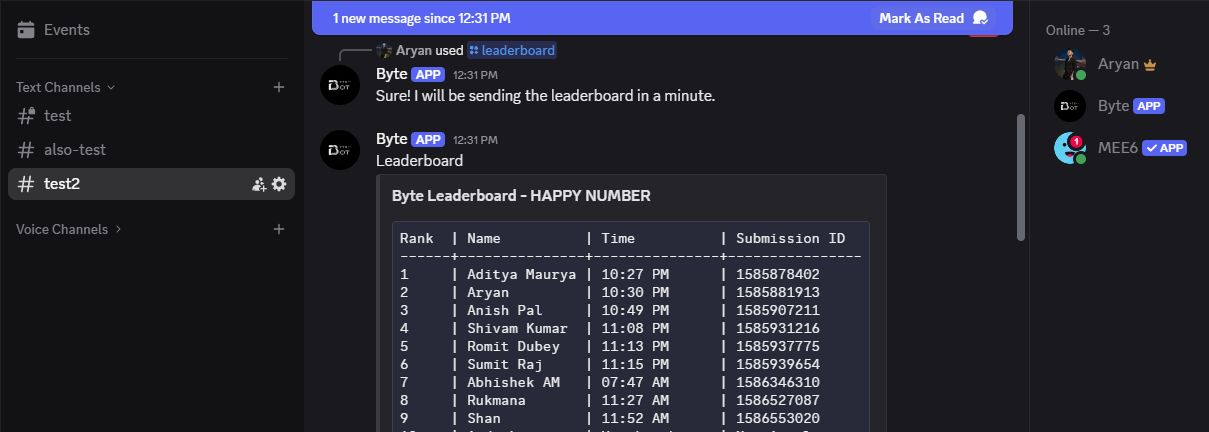 Events
Text Channels
test
also-test
test2
Voice Channels
1 new message since 12:31 PM
Mark As Read
Aryan used leaderboard
Byte APP 12:31 PM
Sure! I will be sending the leaderboard in a minute.
Byte APP 12:31 PM
Leaderboard
Byte Leaderboard - HAPPY NUMBER
Rank | Name | Time | Submission ID
------+---------------+---------------+----------------
1 | Aditya Maurya | 10:27 PM | 1585878402
2 | Aryan | 10:30 PM | 1585881913
3 | Anish Pal | 10:49 PM | 1585907211
4 | Shivam Kumar | 11:08 PM | 1585931216
5 | Romit Dubey | 11:13 PM | 1585937775
6 | Sumit Raj | 11:15 PM | 1585939654
7 | Abhishek AM | 07:47 AM | 1586346310
8 | Rukmana | 11:27 AM | 1586527087
9 | Shan | 11:52 AM | 1586553020
Online — 3
Aryan
Byte APP
MEE6 APP
1